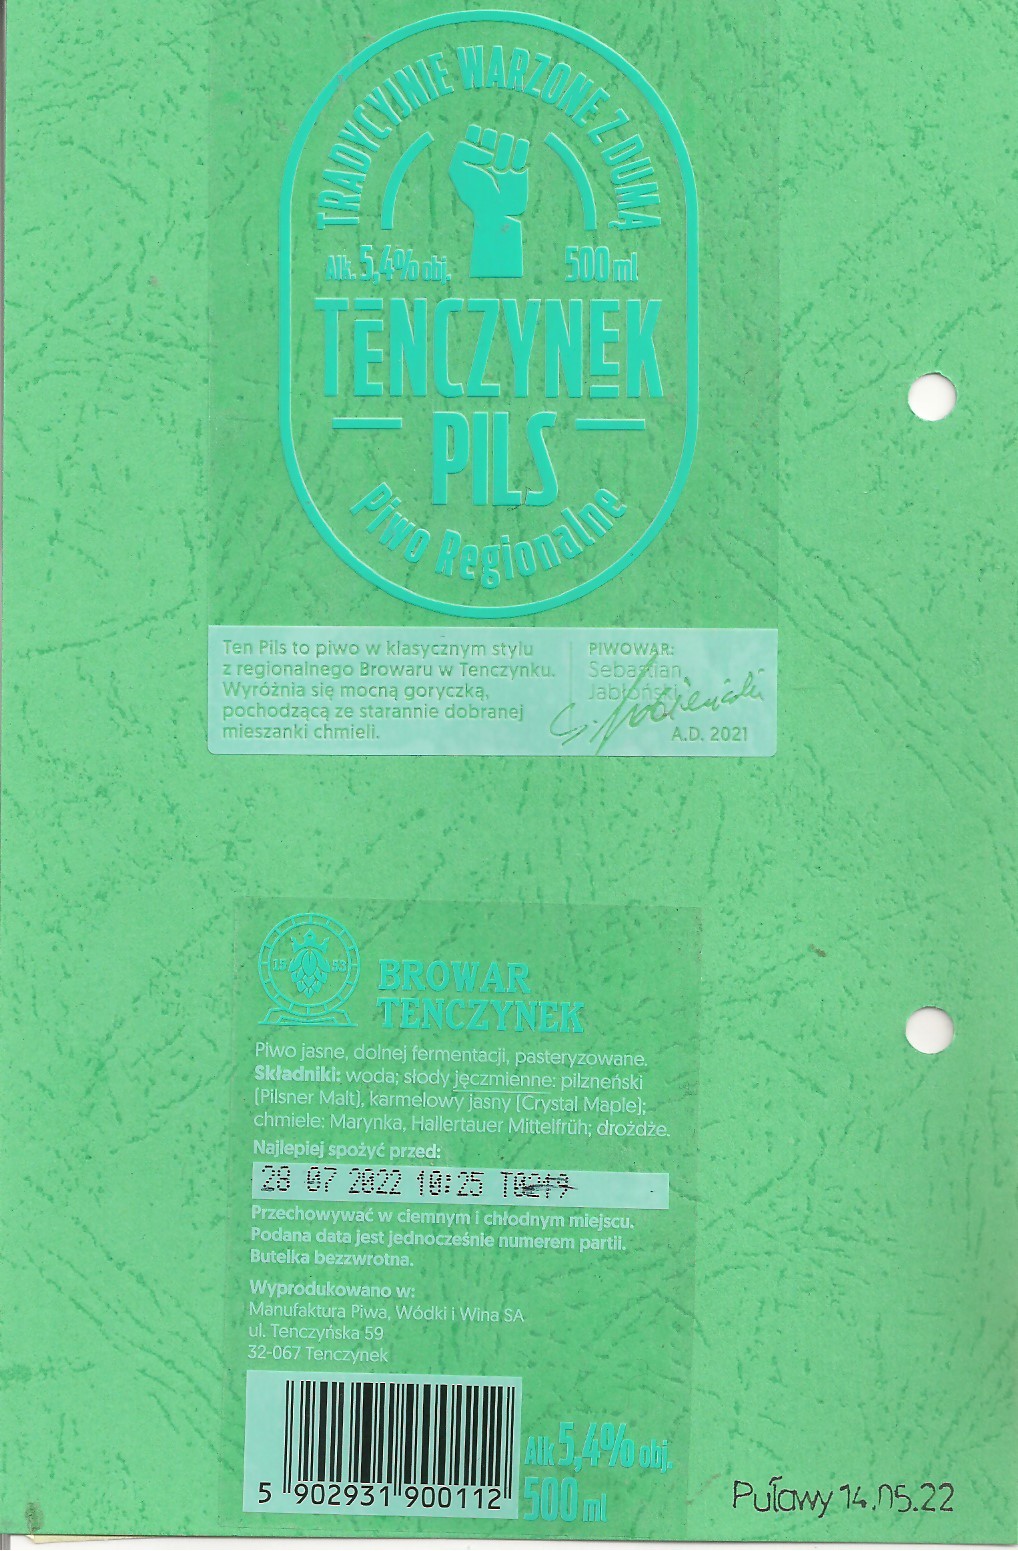 TRADYCYJNIE WARZONE Z DUMĄ
Alk. 5,4% obj. 500 ml
TENCZYNEK
PILS
Piwo Regionalne
Ten Pils to piwo w klasycznym stylu
z regionalnego Browaru w Tenczynku.
Wyróżnia się mocną goryczką,
pochodzącą ze starannie dobranej
mieszanki chmieli.
PIWOWAR:
Sebastian
Jabłoński
A.D. 2021
15 53
BROWAR
TENCZYNEK
Piwo jasne, dolnej fermentacji, pasteryzowane.
Składniki: woda; słody jęczmienne: pilzneński
(Pilsner Malt), karmelowy jasny (Crystal Maple);
chmiele: Marynka, Hallertauer Mittelfrüh; drożdże.
Najlepiej spożyć przed:
28 07 2022 10:25
Przechowywać w ciemnym i chłodnym miejscu.
Podana data jest jednocześnie numerem partii.
Butelka bezzwrotna.
Wyprodukowano w:
Manufaktura Piwa, Wódki i Wina SA
ul. Tenczyńska 59
32-067 Tenczynek
5 902931 900112
Alk 5,4% obj.
500 ml
Puławy 14.05.22